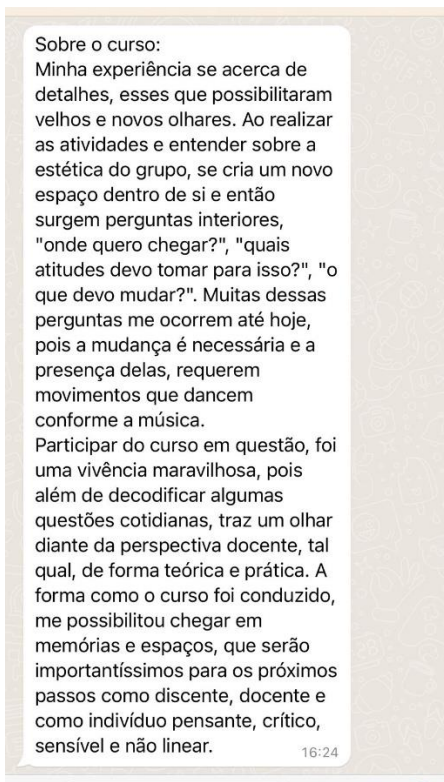 Sobre o curso:
Minha experiência se acerca de
detalhes, esses que possibilitaram
velhos e novos olhares. Ao realizar
as atividades e entender sobre a
estética do grupo, se cria um novo
espaço dentro de si e então
surgem perguntas interiores,
"onde quero chegar?", "quais
atitudes devo tomar para isso?", "o
que devo mudar?". Muitas dessas
perguntas me ocorrem até hoje,
pois a mudança é necessária e a
presença delas, requerem
movimentos que dancem
conforme a música.
Participar do curso em questão, foi
uma vivência maravilhosa, pois
além de decodificar algumas
questões cotidianas, traz um olhar
diante da perspectiva docente, tal
qual, de forma teórica e prática. A
forma como o curso foi conduzido,
me possibilitou chegar em
memórias e espaços, que serão
importantíssimos para os próximos
passos como discente, docente e
como indivíduo pensante, crítico,
sensível e não linear.
16:24